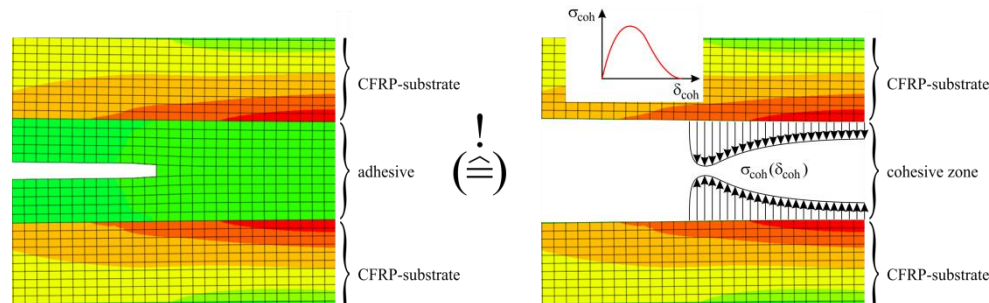 σcoh
δcoh
CFRP-substrate
adhesive
CFRP-substrate
!
(≙)
CFRP-substrate
σcoh(δcoh)
cohesive zone
CFRP-substrate